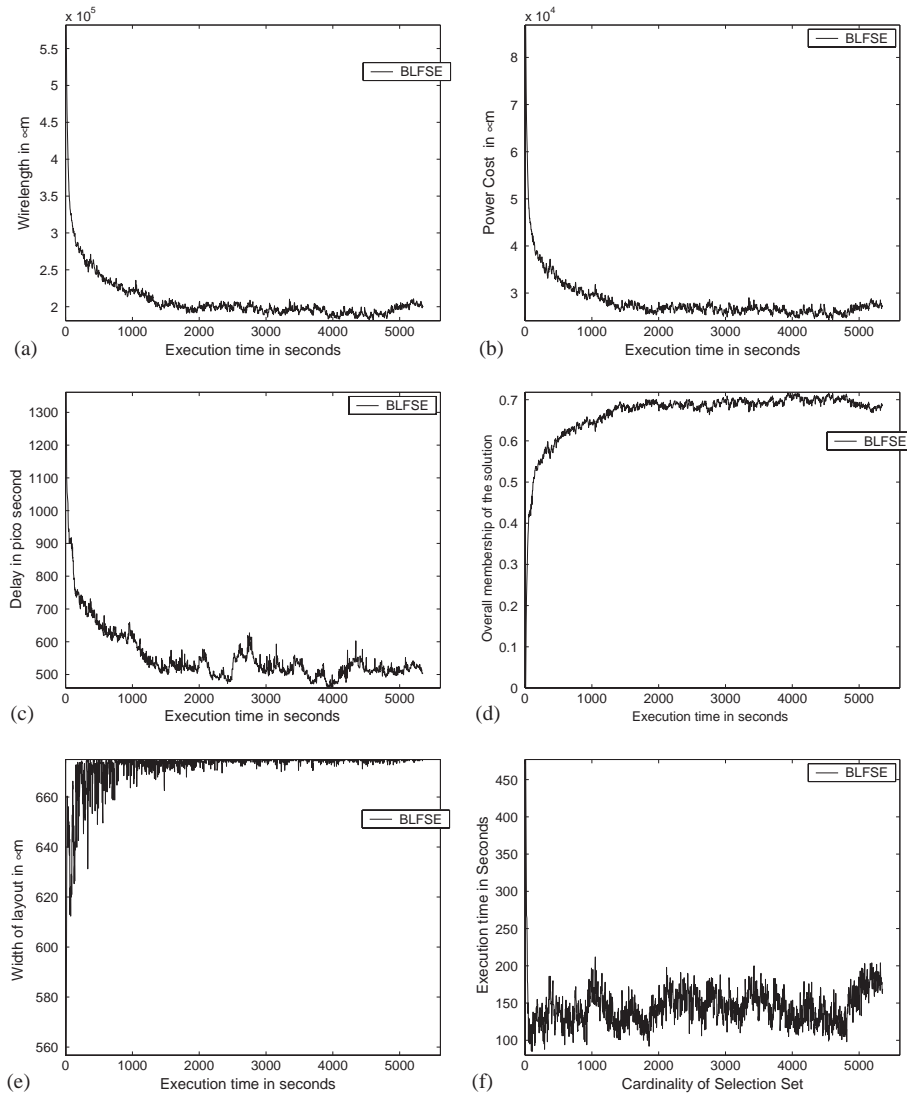 x 10⁵
5.5
5
4.5
4
3.5
3
2.5
2
Wirelength in ∝m
BLFSE
0 1000 2000 3000 4000 5000
(a) Execution time in seconds
x 10⁴
8
7
6
5
4
3
Power Cost in ∝m
BLFSE
0 1000 2000 3000 4000 5000
(b) Execution time in seconds
1300
1200
1100
1000
900
800
700
600
500
Delay in pico second
BLFSE
0 1000 2000 3000 4000 5000
(c) Execution time in seconds
0.7
0.6
0.5
0.4
0.3
0.2
0.1
0
Overall membership of the solution
BLFSE
0 1000 2000 3000 4000 5000
(d) Execution time in seconds
660
640
620
600
580
560
Width of layout in ∝m
BLFSE
0 1000 2000 3000 4000 5000
(e) Execution time in seconds
450
400
350
300
250
200
150
100
Execution time in Seconds
BLFSE
0 1000 2000 3000 4000 5000
(f) Cardinality of Selection Set